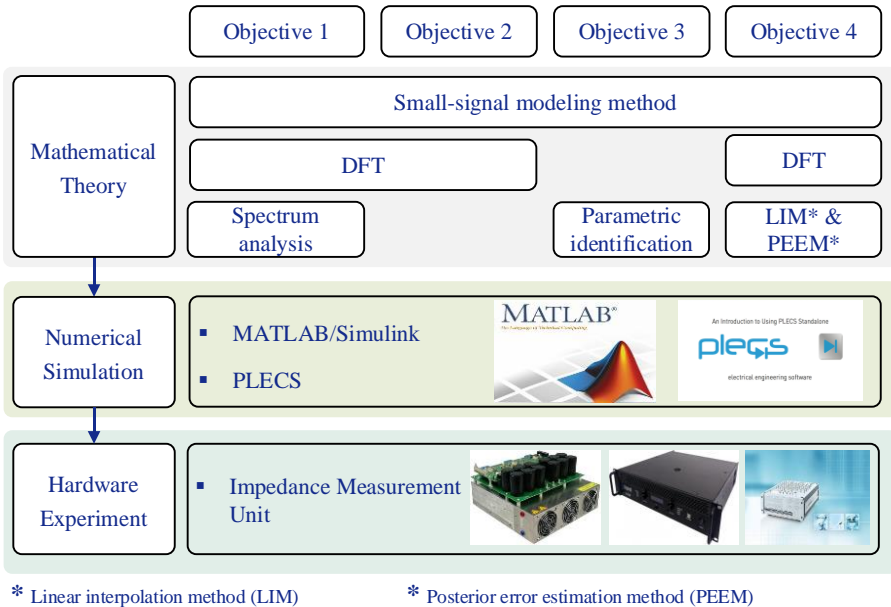 Objective 1
Objective 2
Objective 3
Objective 4
Mathematical
Theory
Small-signal modeling method
DFT
DFT
Spectrum
analysis
Parametric
identification
LIM* &
PEEM*
Numerical
Simulation
▪ MATLAB/Simulink
▪ PLECS
MATLAB®
The Language of Technical Computing
An Introduction to Using PLECS Standalone
plecs
electrical engineering software
Hardware
Experiment
▪ Impedance Measurement
Unit
* Linear interpolation method (LIM)
* Posterior error estimation method (PEEM)